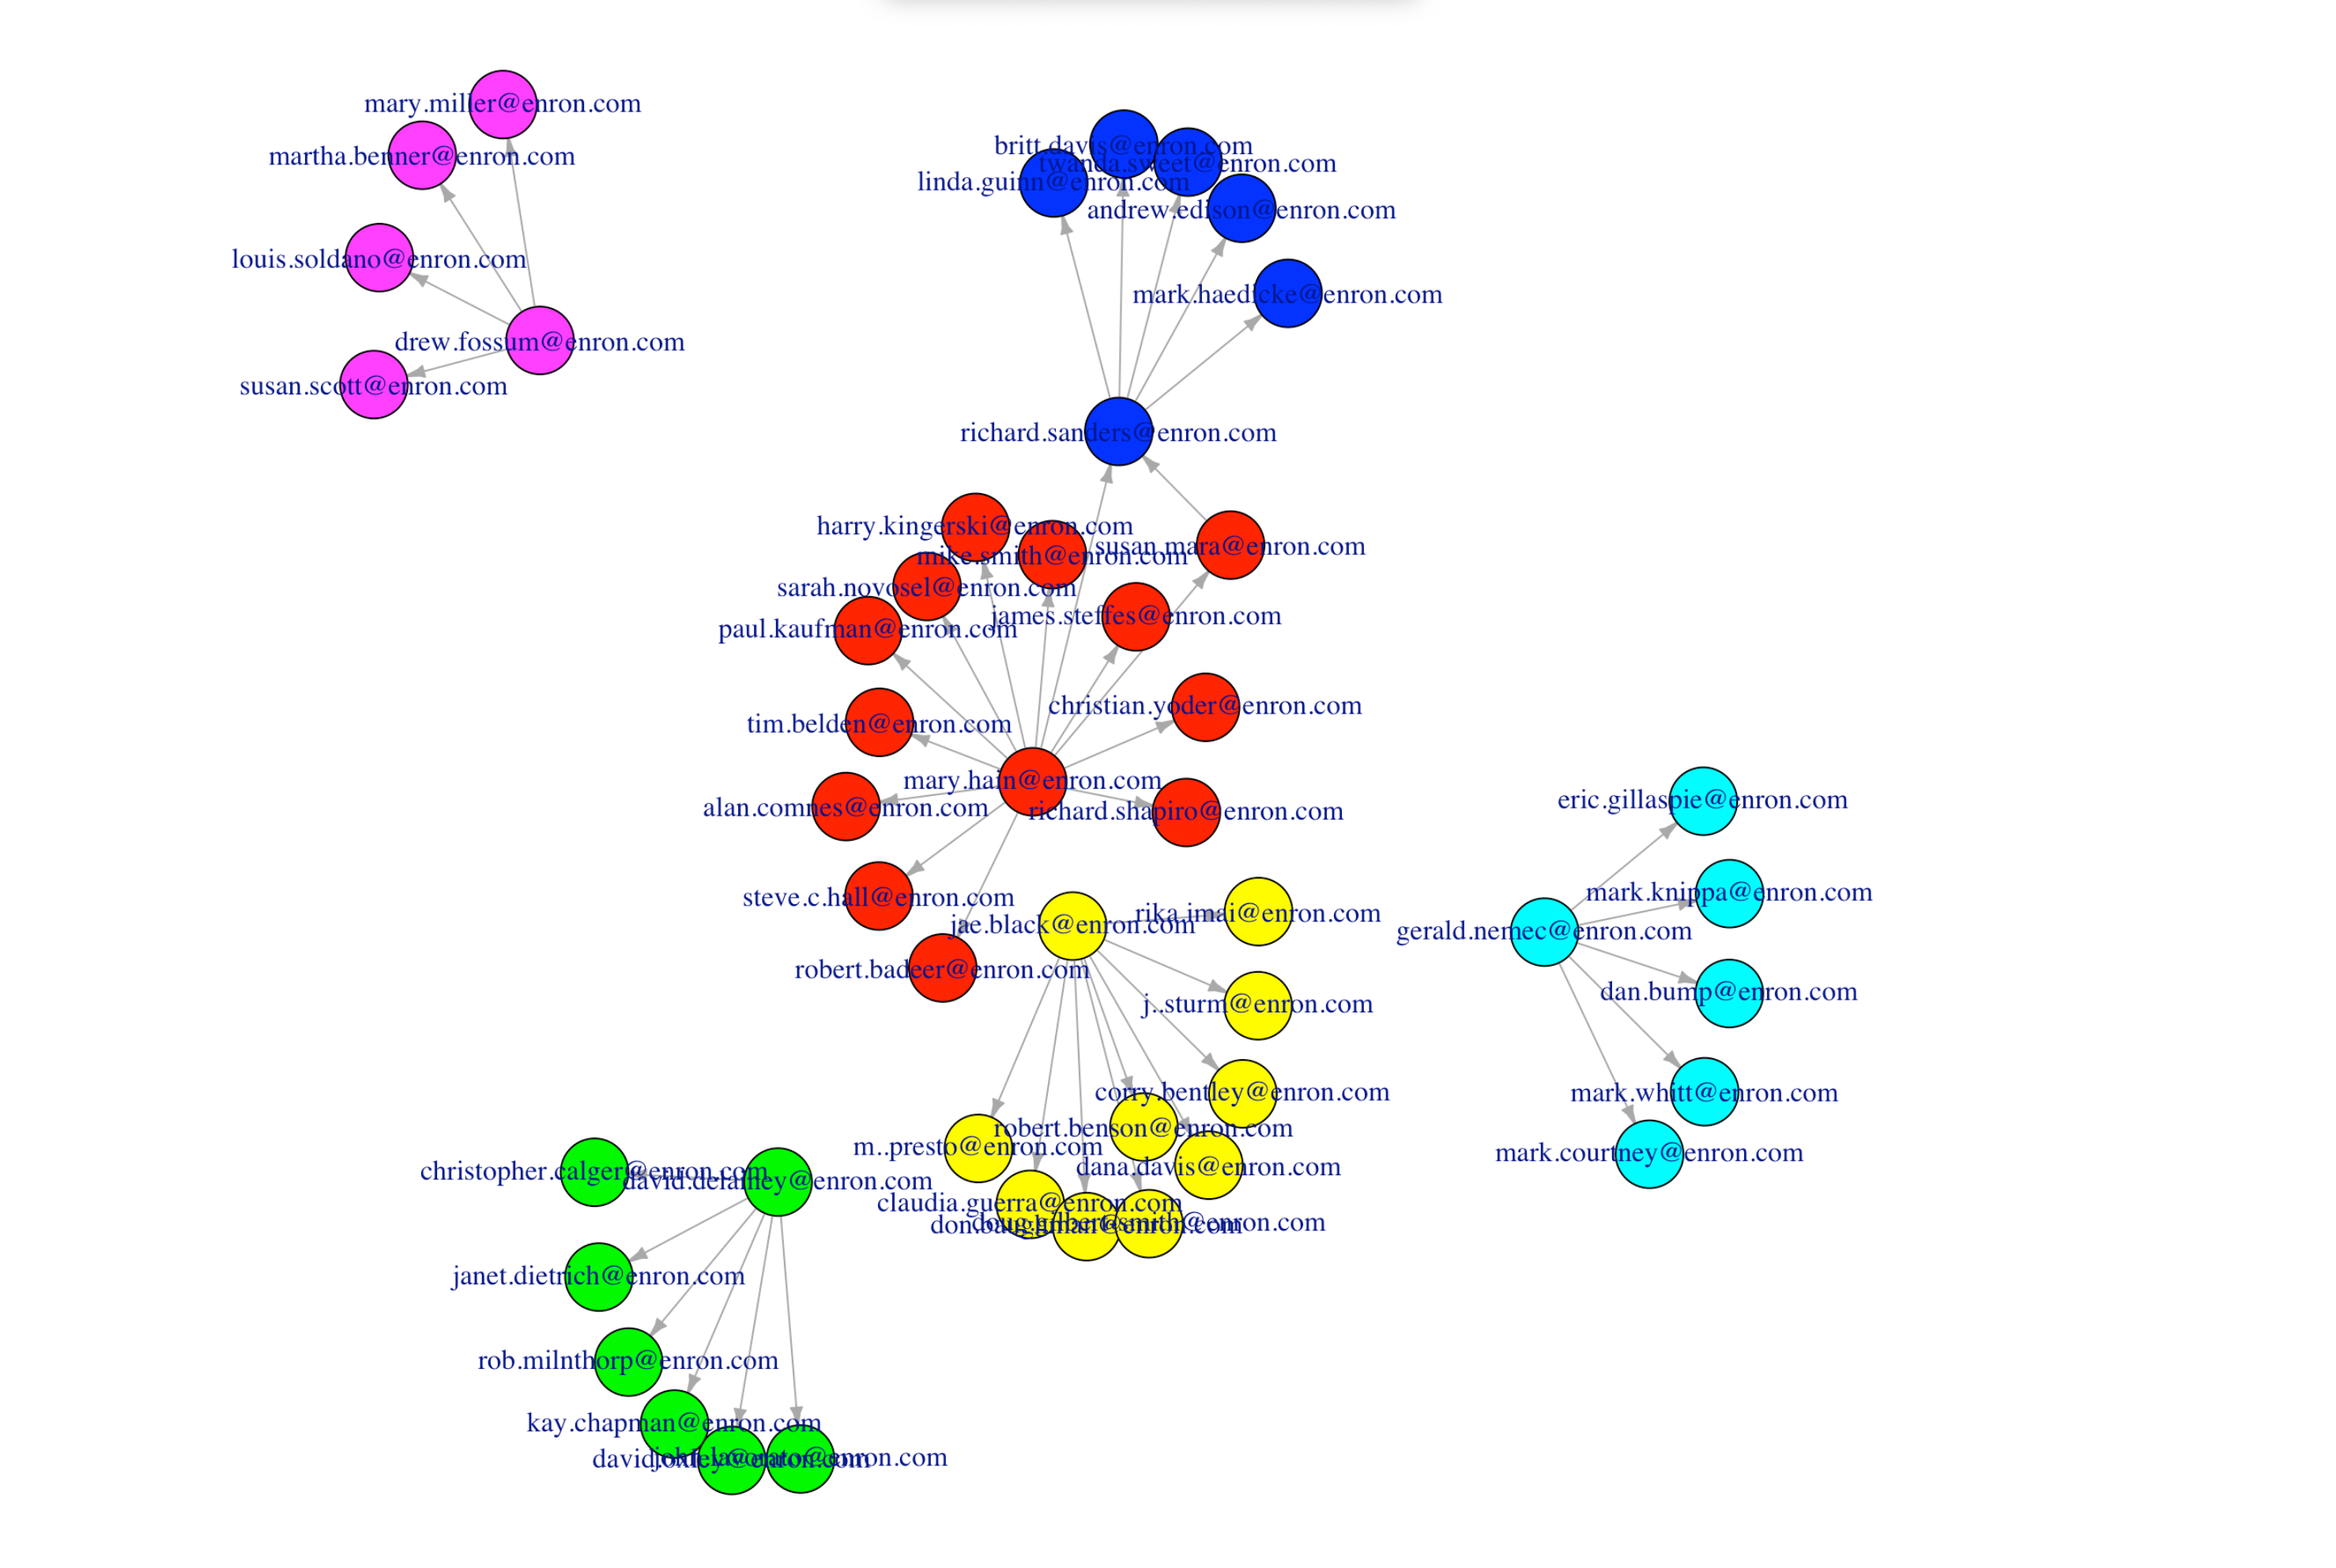 mary.miller@enron.com
martha.benner@enron.com
louis.soldano@enron.com
drew.fossum@enron.com
susan.scott@enron.com
britt.davis@enron.com
twanda.sweet@enron.com
linda.guinn@enron.com
andrew.edison@enron.com
mark.haedicke@enron.com
richard.sanders@enron.com
harry.kingerski@enron.com
mike.smith@enron.com
susan.mara@enron.com
sarah.novosel@enron.com
james.steffes@enron.com
paul.kaufman@enron.com
christian.yoder@enron.com
tim.belden@enron.com
mary.hain@enron.com
alan.comnes@enron.com
richard.shapiro@enron.com
steve.c.hall@enron.com
robert.badeer@enron.com
jae.black@enron.com
rika.imai@enron.com
j..sturm@enron.com
corry.bentley@enron.com
robert.benson@enron.com
m..presto@enron.com
dana.davis@enron.com
claudia.guerra@enron.com
don.baughman@enron.com
doug.gilbert-smith@enron.com
eric.gillaspie@enron.com
mark.knippa@enron.com
gerald.nemec@enron.com
dan.bump@enron.com
mark.whitt@enron.com
mark.courtney@enron.com
christopher.calger@enron.com
david.delainey@enron.com
janet.dietrich@enron.com
rob.milnthorp@enron.com
kay.chapman@enron.com
david.oxley@enron.com
john.lavorato@enron.com